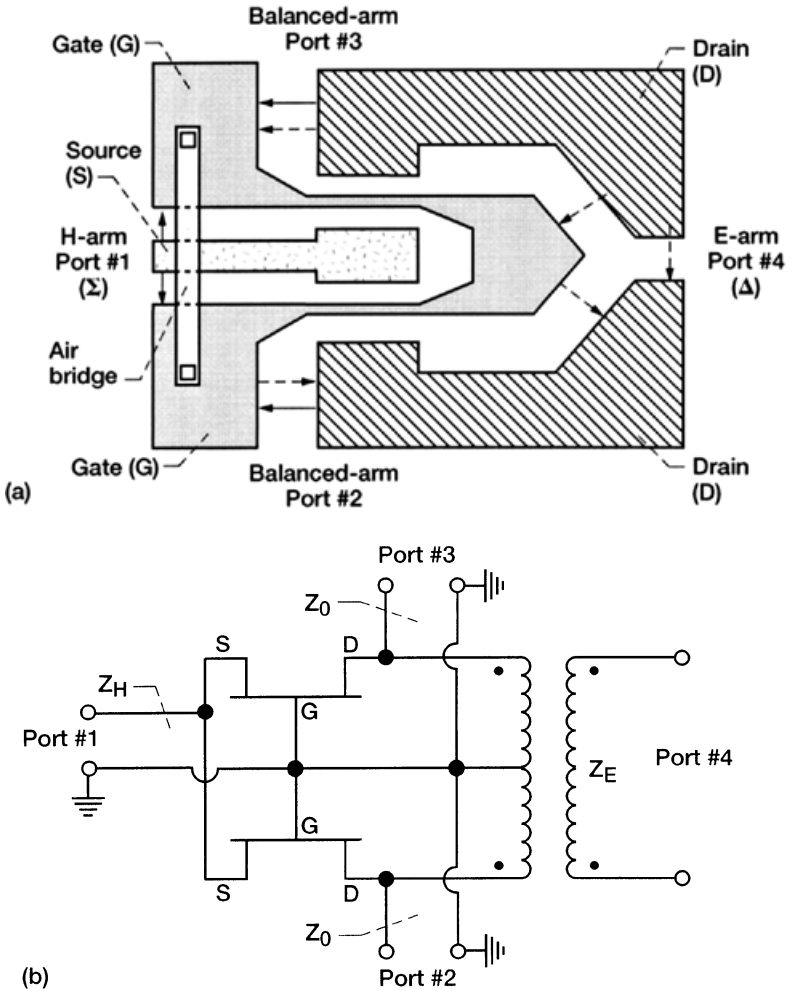 Balanced-arm
Port #3
Gate (G)
Drain
(D)
Source
(S)
H-arm
Port #1
(Σ)
E-arm
Port #4
(Δ)
Air
bridge
Gate (G)
Balanced-arm
Port #2
Drain
(D)
(a)
Port #3
Z0
S
D
ZH
G
Port #1
ZE
Port #4
G
S
D
Z0
Port #2
(b)